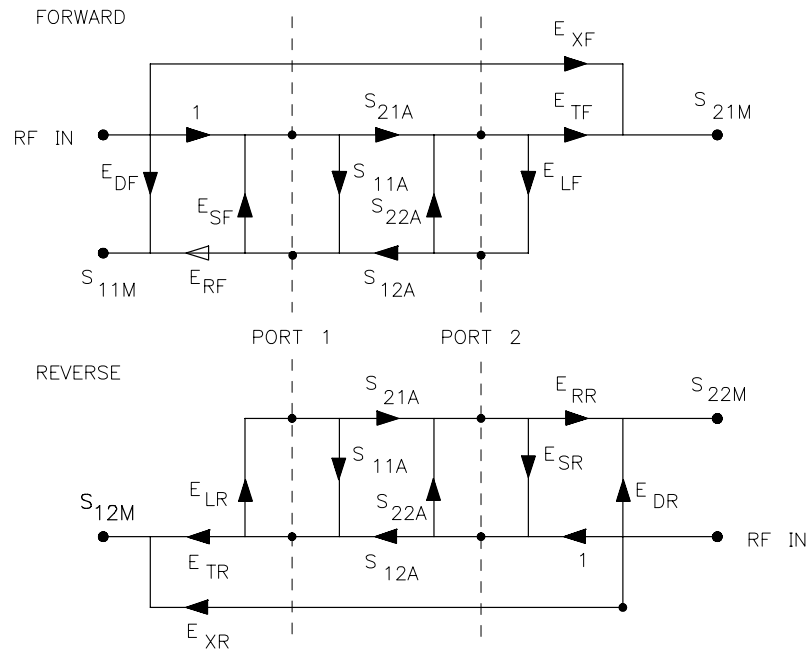 FORWARD
E XF
1
S 21A
E TF
S 21M
RF IN
E DF
E SF
S 11A
S 22A
E LF
S 11M
E RF
S 12A
PORT 1
PORT 2
REVERSE
S 21A
E RR
S 22M
S 11A
E SR
E LR
S 22A
E DR
S 12M
E TR
S 12A
1
RF IN
E XR